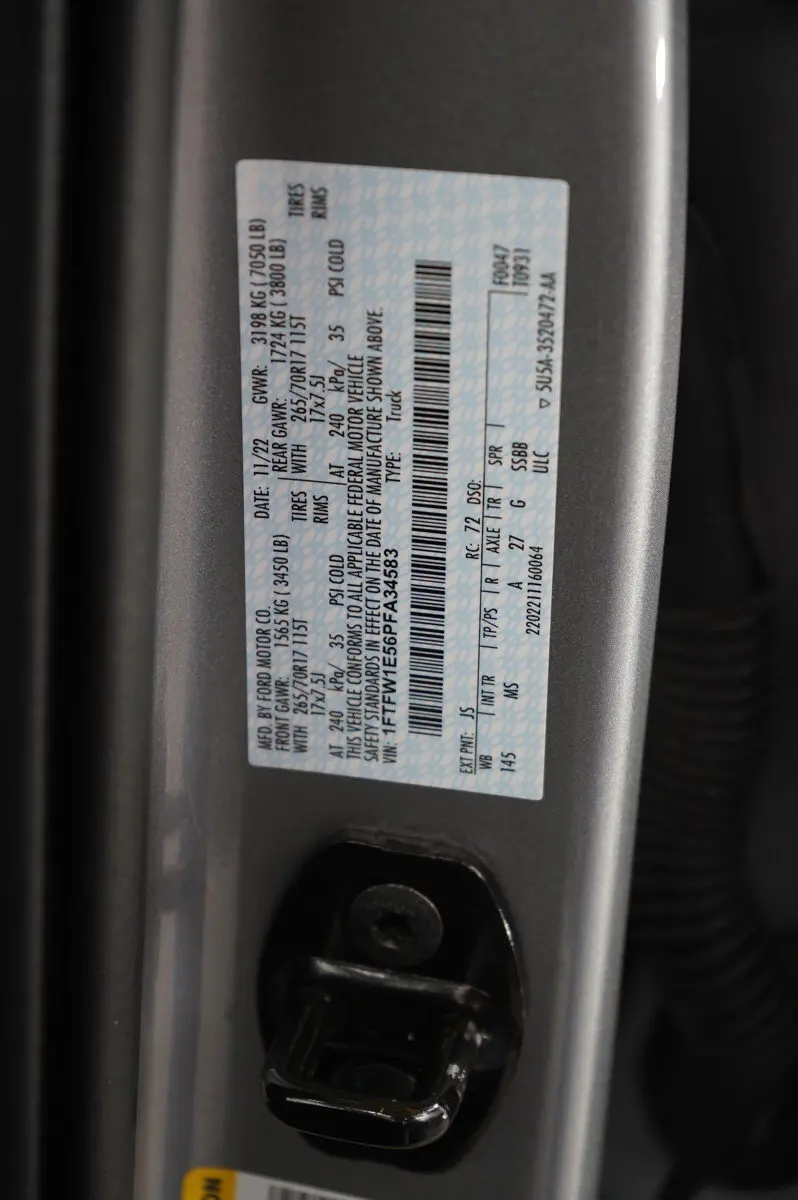 MFD. BY FORD MOTOR CO.
DATE: 11/22 GVWR: 3198 KG ( 7050 LB)
FRONT GAWR: 1565 KG ( 3450 LB)
REAR GAWR: 1724 KG ( 3800 LB)
WITH 265/70R17 115T TIRES
WITH 265/70R17 115T TIRES
17x7.5J RIMS
17x7.5J RIMS
AT 240 kPa/ 35 PSI COLD
AT 240 kPa/ 35 PSI COLD
THIS VEHICLE CONFORMS TO ALL APPLICABLE FEDERAL MOTOR VEHICLE
SAFETY STANDARDS IN EFFECT ON THE DATE OF MANUFACTURE SHOWN ABOVE.
VIN: 1FTFW1E56PFA34583 TYPE: Truck
EXT PNT: JS RC: 72 DSO:
F0047
WB INT TR TP/PS R AXLE TR SPR
T0931
145 MS A 27 G SSBB
2202211160064 ULC
5U5A-3520472-AA
ON